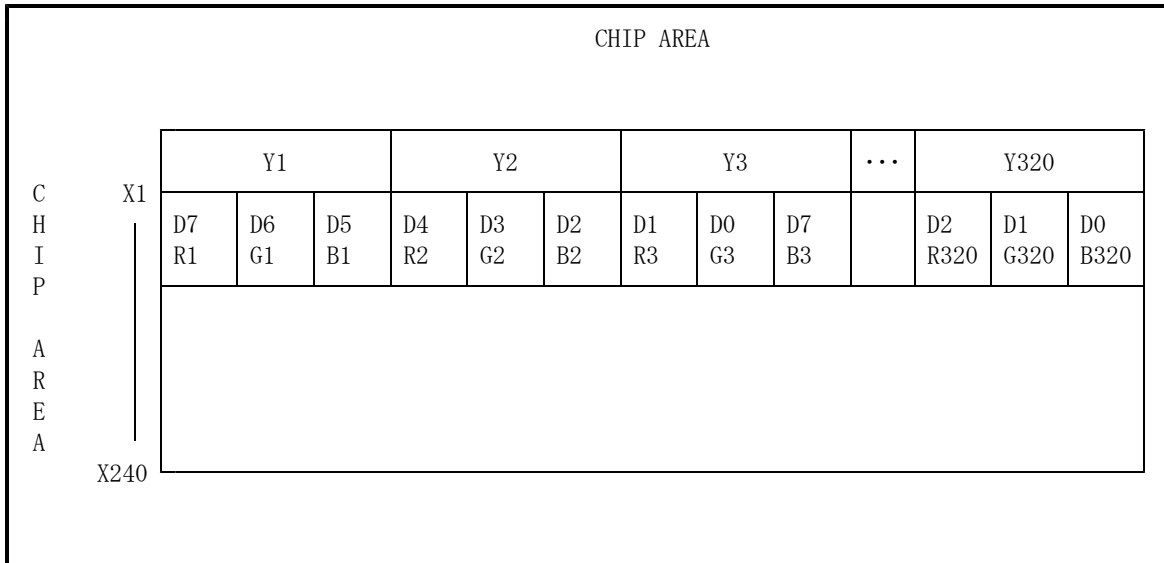 CHIP AREA
Y1 Y2 Y3 ··· Y320
X1
D7 D6 D5 D4 D3 D2 D1 D0 D7 D2 D1 D0
R1 G1 B1 R2 G2 B2 R3 G3 B3 R320 G320 B320
C
H
I
P
A
R
E
A
X240